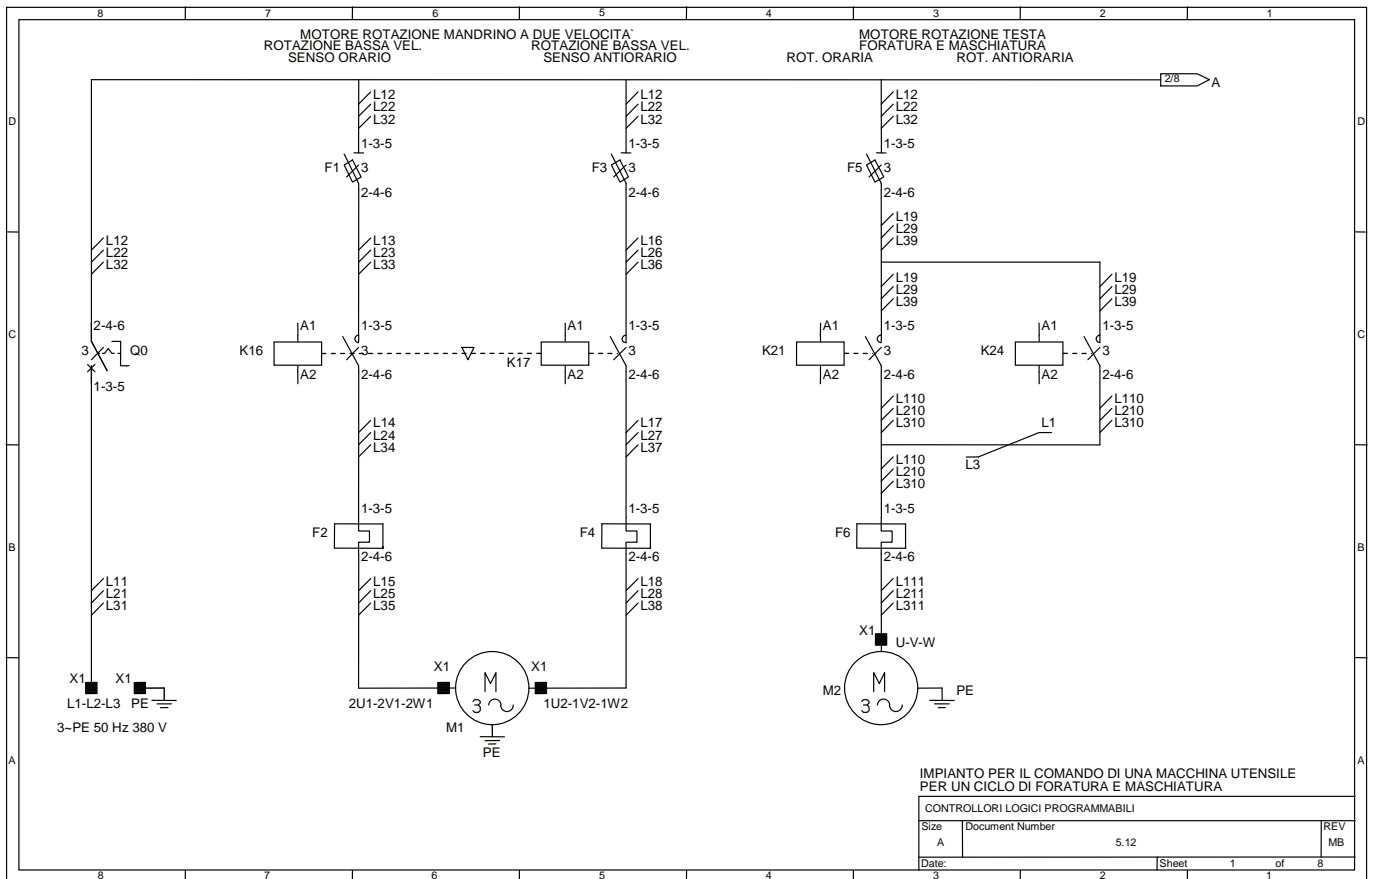 8 7 6 5 4 3 2 1
MOTORE ROTAZIONE MANDRINO A DUE VELOCITA`
ROTAZIONE BASSA VEL.
SENSO ORARIO
ROTAZIONE BASSA VEL.
SENSO ANTIORARIO
MOTORE ROTAZIONE TESTA
FORATURA E MASCHIATURA
ROT. ORARIA
ROT. ANTIORARIA
2/8 A
D D
L12
L22
L32
L12
L22
L32
L12
L22
L32
1-3-5
F1 3
2-4-6
1-3-5
F3 3
2-4-6
1-3-5
F5 3
2-4-6
L19
L29
L39
L12
L22
L32
L13
L23
L33
L16
L26
L36
L19
L29
L39
L19
L29
L39
C C
2-4-6
3 Q0
1-3-5
K16
A1
A2
1-3-5
3
2-4-6
K17
A1
A2
1-3-5
3
2-4-6
K21
A1
A2
1-3-5
3
2-4-6
K24
A1
A2
1-3-5
3
2-4-6
L14
L24
L34
L17
L27
L37
L110
L210
L310
L110
L210
L310
L1
L3
L110
L210
L310
B B
1-3-5
F2
2-4-6
1-3-5
F4
2-4-6
1-3-5
F6
2-4-6
L11
L21
L31
L15
L25
L35
L18
L28
L38
L111
L211
L311
X1 U-V-W
X1 X1
L1-L2-L3 PE
3~PE 50 Hz 380 V
X1 X1
2U1-2V1-2W1
M
3
1U2-1V2-1W2
M1
PE
M2
M
3
PE
A A
IMPIANTO PER IL COMANDO DI UNA MACCHINA UTENSILE
PER UN CICLO DI FORATURA E MASCHIATURA
CONTROLLORI LOGICI PROGRAMMABILI
Size Document Number REV
A 5.12 MB
Date: Sheet 1 of 8
8 7 6 5 4 3 2 1